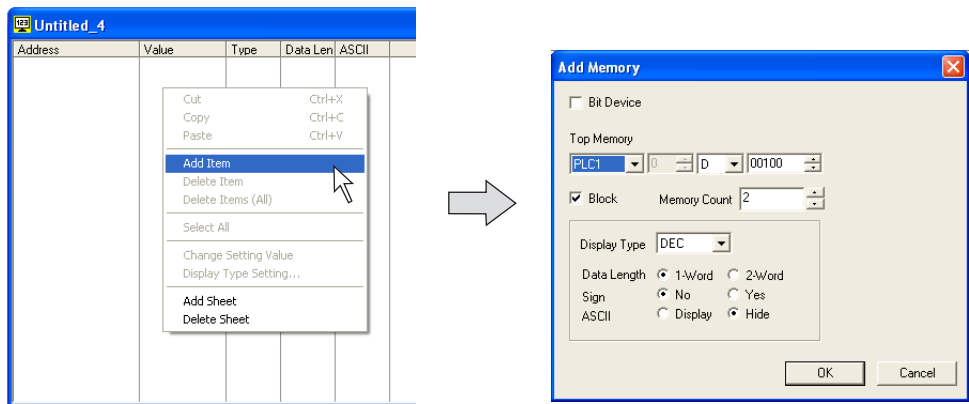 Untitled_4
Address Value Type Data Len ASCII
Cut Ctrl+X
Copy Ctrl+C
Paste Ctrl+V
Add Item
Delete Item
Delete Items (All)
Select All
Change Setting Value
Display Type Setting...
Add Sheet
Delete Sheet
Add Memory
Bit Device
Top Memory
PLC1 0 D 00100
Block Memory Count 2
Display Type DEC
Data Length 1-Word 2-Word
Sign No Yes
ASCII Display Hide
OK Cancel